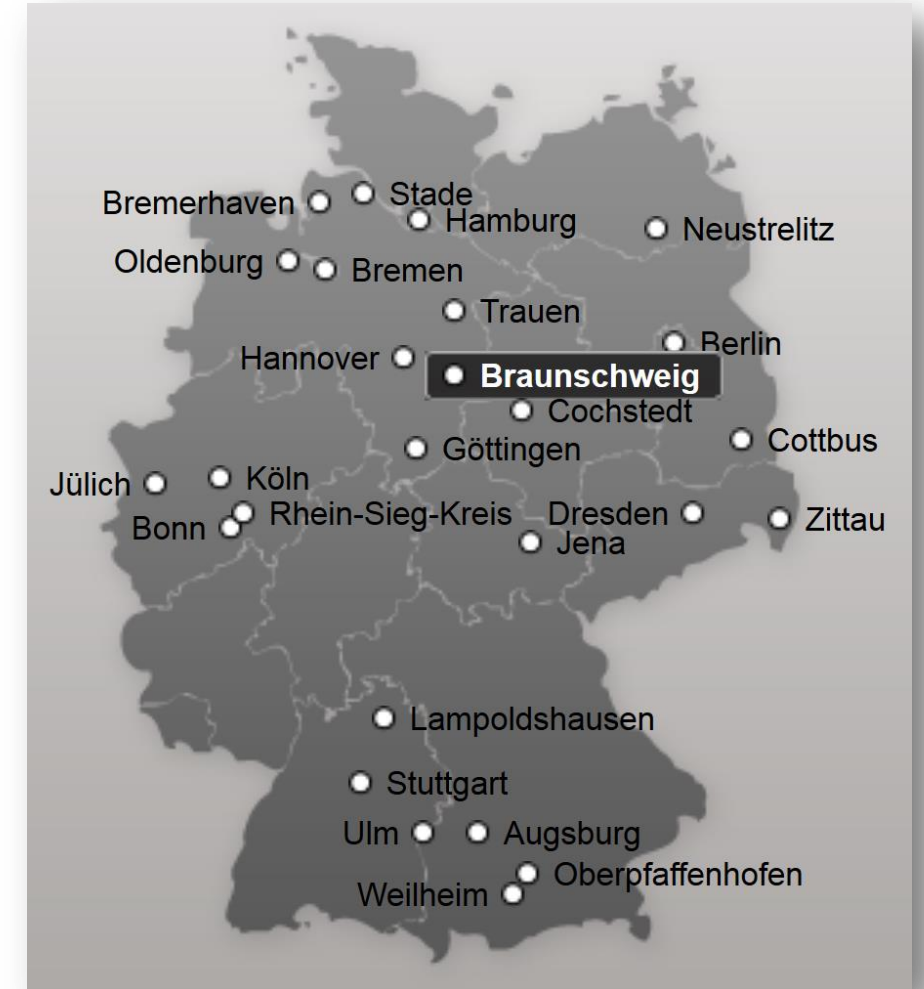 Stade
Bremerhaven
Hamburg
Neustrelitz
Oldenburg
Bremen
Trauen
Berlin
Hannover
Braunschweig
Cochstedt
Cottbus
Göttingen
Köln
Jülich
Rhein-Sieg-Kreis
Dresden
Zittau
Bonn
Jena
Lampoldshausen
Stuttgart
Ulm
Augsburg
Oberpfaffenhofen
Weilheim